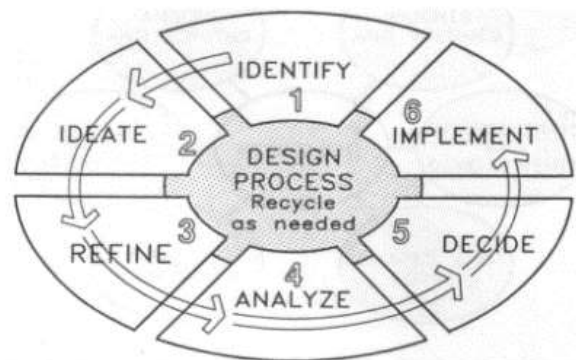 IDENTIFY
1
6
IDEATE
2
IMPLEMENT
DESIGN
PROCESS
Recycle
as needed
3
5
REFINE
DECIDE
4
ANALYZE